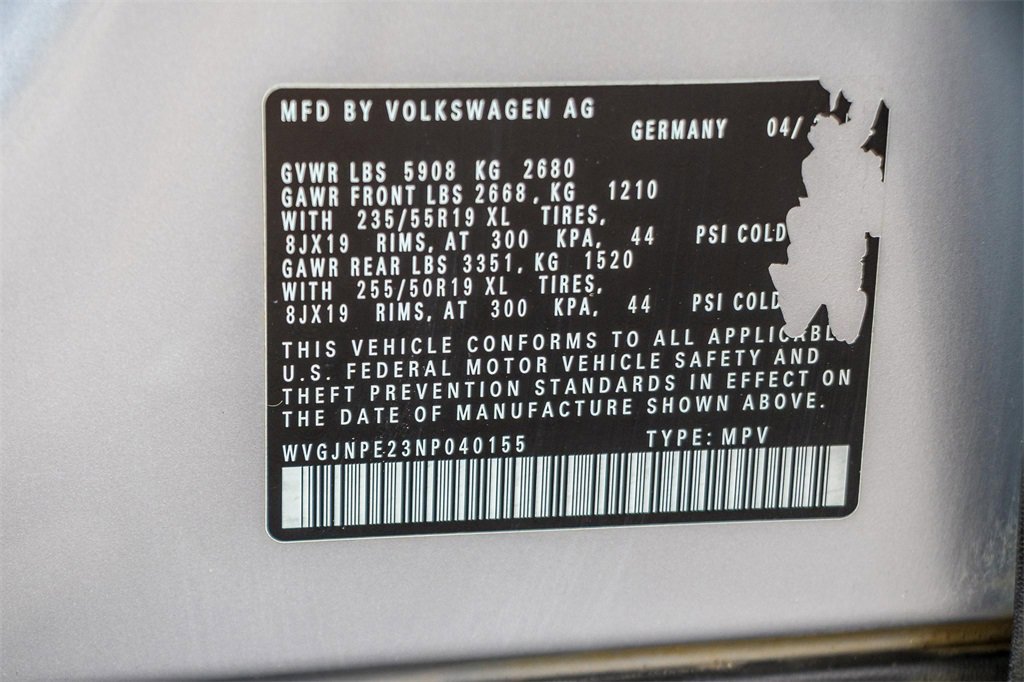 MFD BY VOLKSWAGEN AG
GERMANY 04/
GVWR LBS 5908 KG 2680
GAWR FRONT LBS 2668, KG 1210
WITH 235/55R19 XL TIRES,
8JX19 RIMS, AT 300 KPA, 44 PSI COLD
GAWR REAR LBS 3351, KG 1520
WITH 255/50R19 XL TIRES,
8JX19 RIMS, AT 300 KPA, 44 PSI COLD
THIS VEHICLE CONFORMS TO ALL APPLICABLE
U.S. FEDERAL MOTOR VEHICLE SAFETY AND
THEFT PREVENTION STANDARDS IN EFFECT ON
THE DATE OF MANUFACTURE SHOWN ABOVE.
WVGJNPE23NP040155 TYPE: MPV